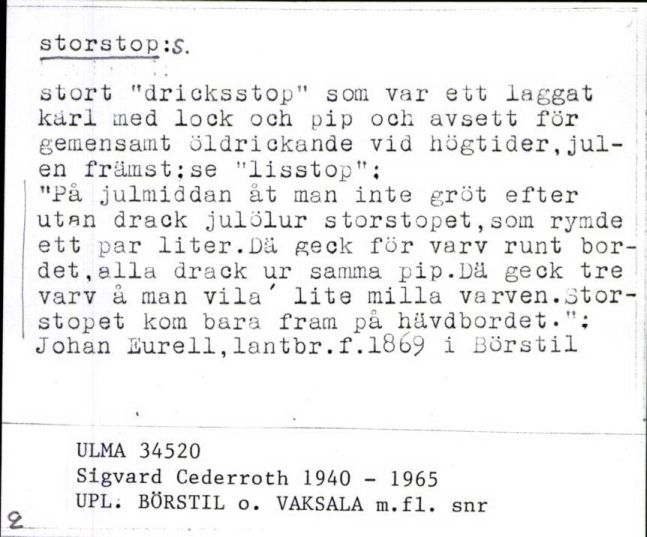 storstop:s.
stort "dricksstop" som var ett laggat
kärl med lock och pip och avsett för
gemensamt öldrickande vid högtider,jul-
en främst;se "lisstop";
"På julmiddan åt man inte gröt efter
utan drack julölur storstopet,som rymde
ett par liter.Dä geck för varv runt bor-
det,alla drack ur samma pip.Dä geck tre
varv å man vila´ lite milla varven.Stor-
stopet kom bara fram på hävdbordet.";
Johan Eurell,lantbr.f.1869 i Börstil
ULMA 34520
Sigvard Cederroth 1940 - 1965
UPL. BÖRSTIL o. VAKSALA m.fl. snr